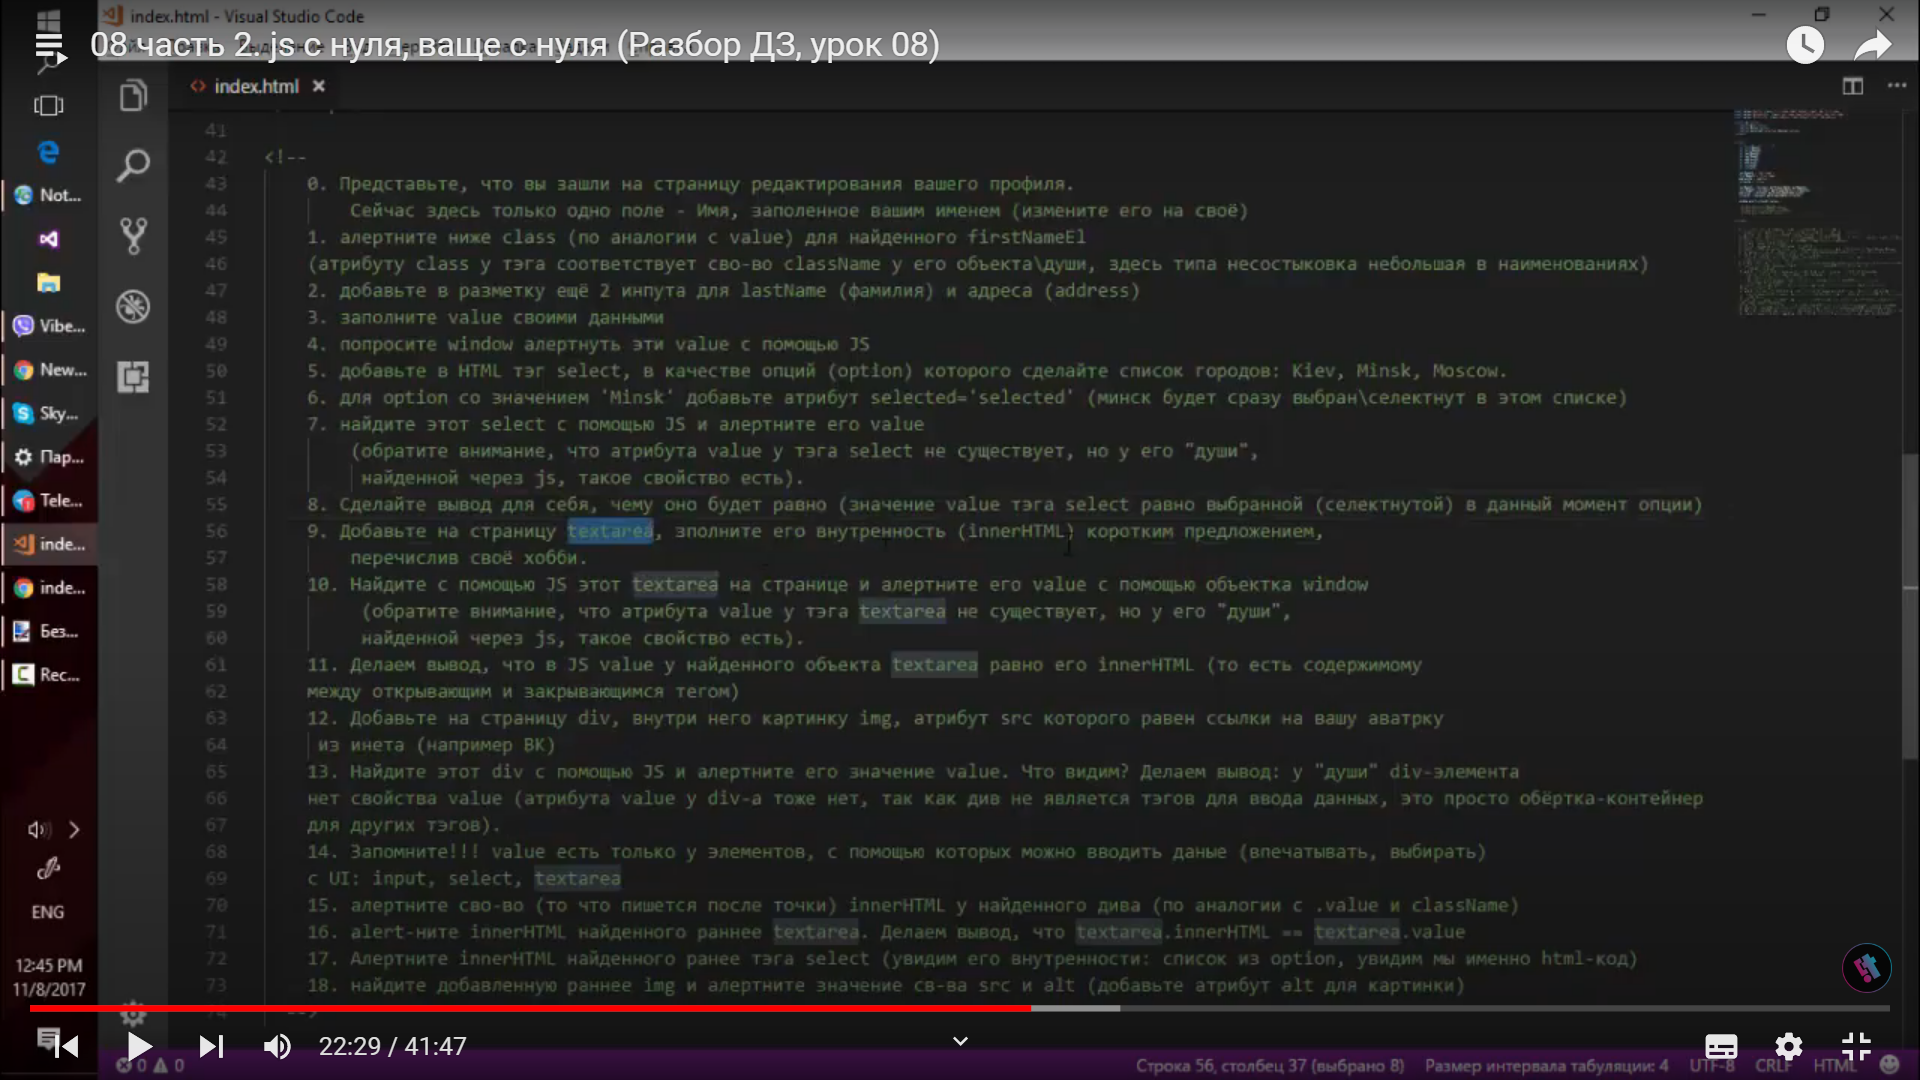 index.html - Visual Studio Code
08 часть 2. js с нуля, ваще с нуля (Разбор ДЗ, урок 08)
index.html
41
42 <!--
43 0. Представьте, что вы зашли на страницу редактирования вашего профиля.
44 Сейчас здесь только одно поле - Имя, заполенное вашим именем (измените его на своё)
45 1. алертните ниже class (по аналогии с value) для найденного firstNameEl
46 (атрибуту class у тэга соответствует сво-во className у его объекта\души, здесь типа несостыковка небольшая в наименованиях)
47 2. добавьте в разметку ещё 2 инпута для lastName (фамилия) и адреса (address)
48 3. заполните value своими данными
49 4. попросите window алертнуть эти value с помощью JS
50 5. добавьте в HTML тэг select, в качестве опций (option) которого сделайте список городов: Kiev, Minsk, Moscow.
51 6. для option со значением 'Minsk' добавьте атрибут selected='selected' (минск будет сразу выбран\селектнут в этом списке)
52 7. найдите этот select с помощью JS и алертните его value
53 (обратите внимание, что атрибута value у тэга select не существует, но у его "души",
54 найденной через js, такое свойство есть).
55 8. Сделайте вывод для себя, чему оно будет равно (значение value тэга select равно выбранной (селектнутой) в данный момент опции)
56 9. Добавьте на страницу textarea, зполните его внутренность (innerHTML) коротким предложением,
57 перечислив своё хобби.
58 10. Найдите с помощью JS этот textarea на странице и алертните его value с помощью объектка window
59 (обратите внимание, что атрибута value у тэга textarea не существует, но у его "души",
60 найденной через js, такое свойство есть).
61 11. Делаем вывод, что в JS value у найденного объекта textarea равно его innerHTML (то есть содержимому
62 между открывающим и закрывающимся тегом)
63 12. Добавьте на страницу div, внутри него картинку img, атрибут src которого равен ссылки на вашу аватрку
64 из инета (например ВК)
65 13. Найдите этот div с помощью JS и алертните его значение value. Что видим? Делаем вывод: у "души" div-элемента
66 нет свойства value (атрибута value у div-а тоже нет, так как див не является тэгов для ввода данных, это просто обёртка-контейнер
67 для других тэгов).
68 14. Запомните!!! value есть только у элементов, с помощью которых можно вводить даные (впечатывать, выбирать)
69 с UI: input, select, textarea
70 15. алертните сво-во (то что пишется после точки) innerHTML у найденного дива (по аналогии с .value и className)
71 16. alert-ните innerHTML найденного раннее textarea. Делаем вывод, что textarea.innerHTML == textarea.value
72 17. Алертните innerHTML найденного ранее тэга select (увидим его внутренности: список из option, увидим мы именно html-код)
73 18. найдите добавленную раннее img и алертните значение св-ва src и alt (добавьте атрибут alt для картинки)
Not...
Vibe...
New...
Sky...
Пар...
Tele...
inde...
inde...
Без...
Rec...
ENG
12:45 PM
11/8/2017
22:29 / 41:47
0 0
Строка 56, столбец 37 (выбрано 8) Размер интервала табуляции: 4 UTF-8 CRLF HTML